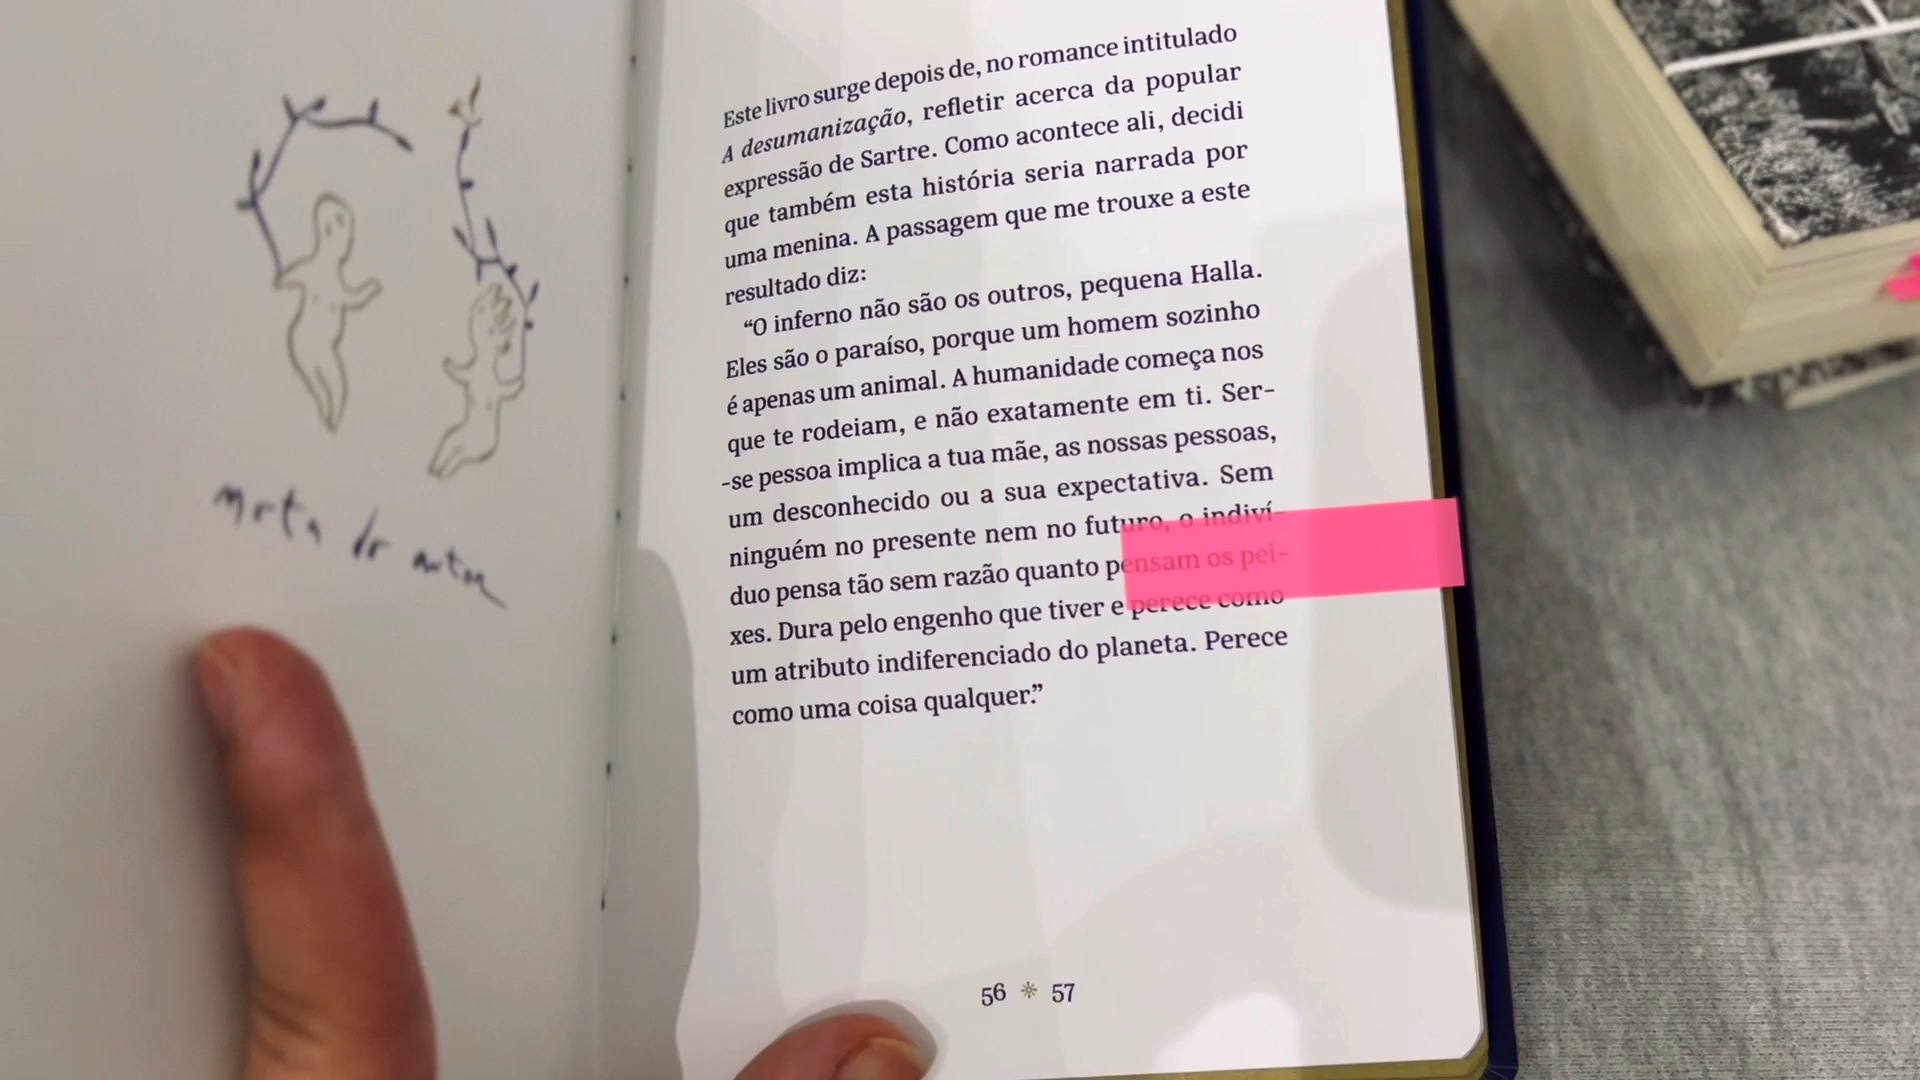 nota do autor
Este livro surge depois de, no romance intitulado
A desumanização, refletir acerca da popular
expressão de Sartre. Como acontece ali, decidi
que também esta história seria narrada por
uma menina. A passagem que me trouxe a este
resultado diz:
“O inferno não são os outros, pequena Halla.
Eles são o paraíso, porque um homem sozinho
é apenas um animal. A humanidade começa nos
que te rodeiam, e não exatamente em ti. Ser-
-se pessoa implica a tua mãe, as nossas pessoas,
um desconhecido ou a sua expectativa. Sem
ninguém no presente nem no futuro, o indiví-
duo pensa tão sem razão quanto pensam os pei-
xes. Dura pelo engenho que tiver e perece como
um atributo indiferenciado do planeta. Perece
como uma coisa qualquer.”
56 ☼ 57